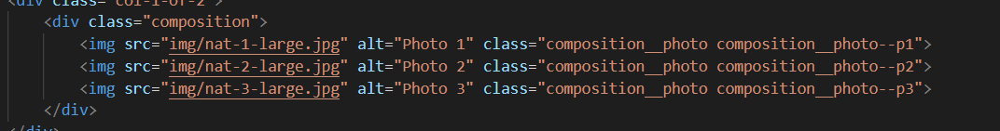 <div class="col-1-of-2">
<div class="composition">
<img src="img/nat-1-large.jpg" alt="Photo 1" class="composition__photo composition__photo--p1">
<img src="img/nat-2-large.jpg" alt="Photo 2" class="composition__photo composition__photo--p2">
<img src="img/nat-3-large.jpg" alt="Photo 3" class="composition__photo composition__photo--p3">
</div>
</div>